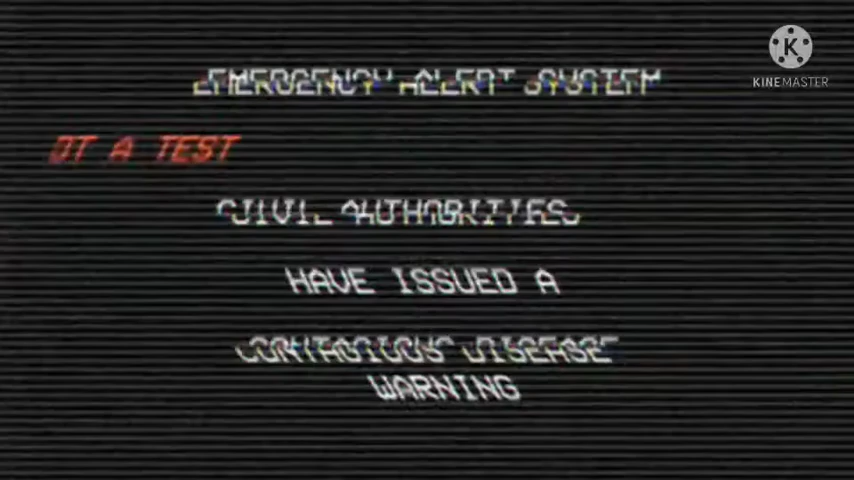 EMERGENCY ALERT SYSTEM
K
KINEMASTER
OT A TEST
CIVIL AUTHORITIES
HAVE ISSUED A
CONTAGIOUS DISEASE
WARNING